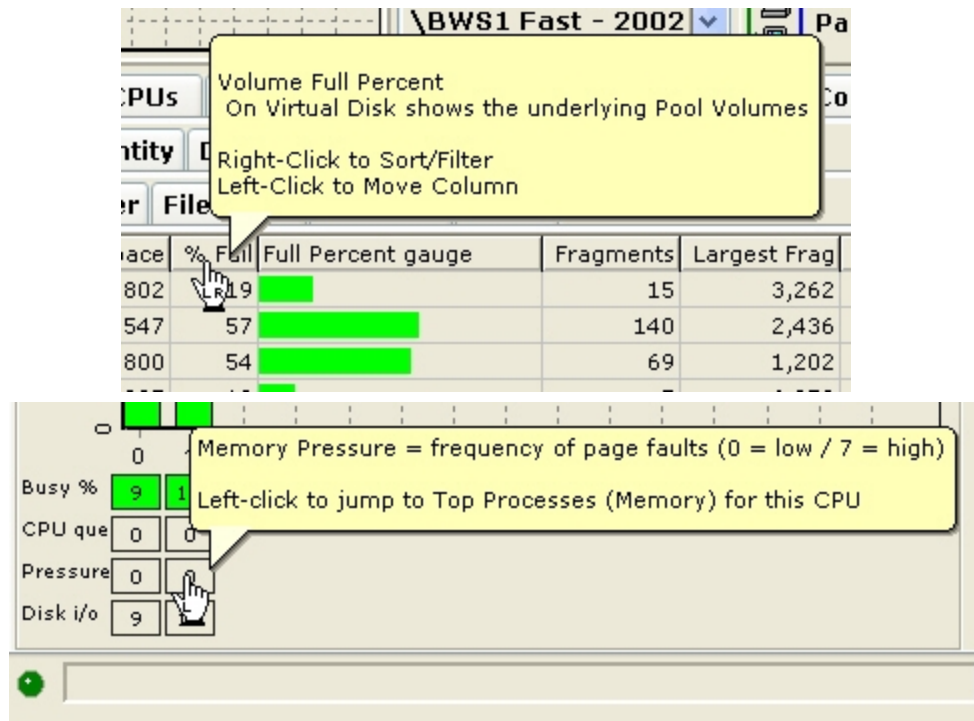 \BWS1 Fast - 2002 Pa
Volume Full Percent
On Virtual Disk shows the underlying Pool Volumes
Right-Click to Sort/Filter
Left-Click to Move Column
CPUs Co
ntity D
er File
ace % Full Full Percent gauge Fragments Largest Frag
802 19 15 3,262
547 57 140 2,436
800 54 69 1,202
0
0
Memory Pressure = frequency of page faults (0 = low / 7 = high)
Left-click to jump to Top Processes (Memory) for this CPU
Busy % 9 1
CPU que 0 0
Pressure 0 0
Disk i/o 9